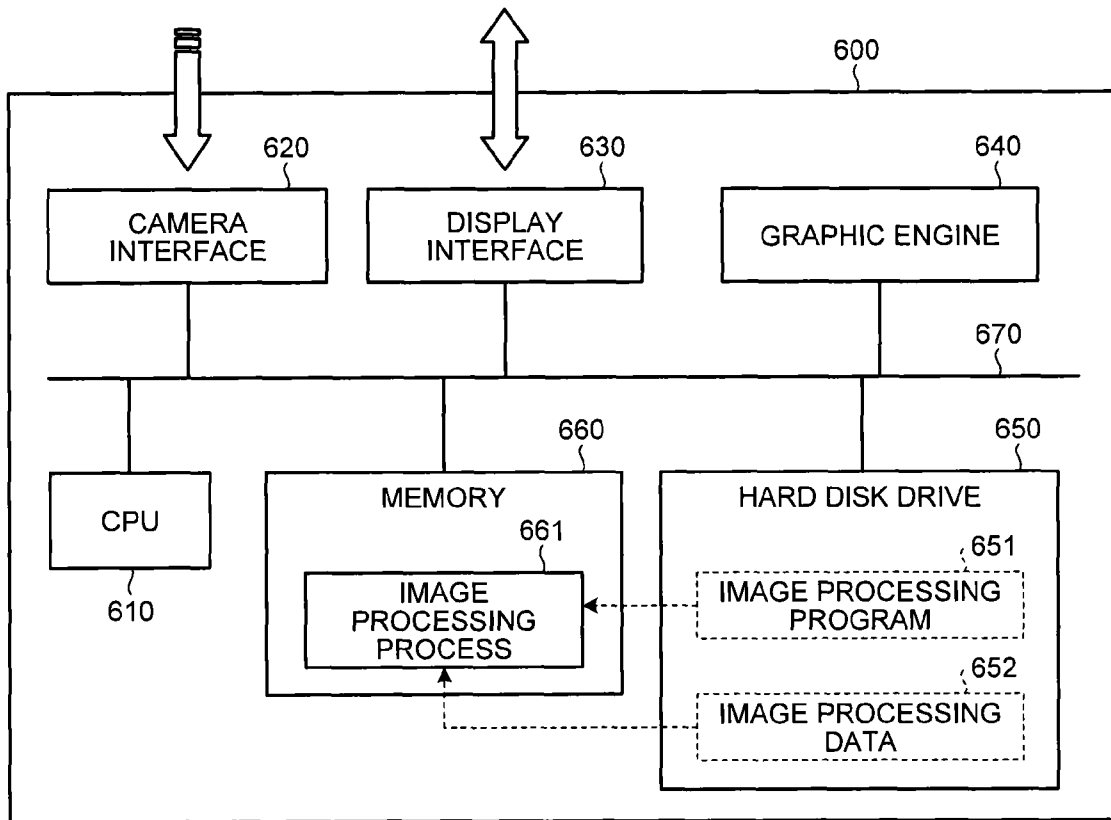 600
620
630
640
CAMERA
INTERFACE
DISPLAY
INTERFACE
GRAPHIC ENGINE
670
660
650
CPU
610
MEMORY
661
IMAGE
PROCESSING
PROCESS
HARD DISK DRIVE
651
IMAGE PROCESSING
PROGRAM
652
IMAGE PROCESSING
DATA